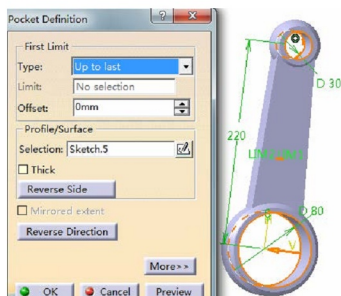 Pocket Definition
?
First Limit
Type: Up to last
Limit: No selection
Offset: 0mm
Profile/Surface
Selection: Sketch.5
Thick
Reverse Side
Mirrored extent
Reverse Direction
More>>
OK Cancel Preview
D 30
220
D 80
V